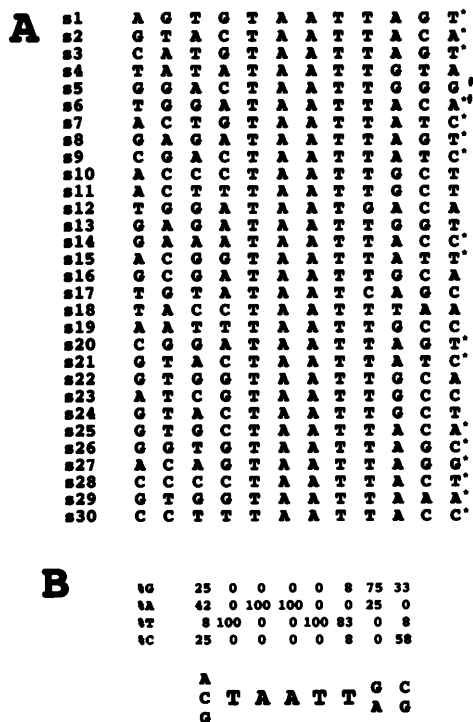 A
s1 A G T G T A A T T A G T*
s2 G T A C T A A T T A C A*
s3 C A T G T A A T T A G T*
s4 T A T A T A A T T G T A
s5 G G A C T A A T T G G G#
s6 T G G A T A A T T A C A*#
s7 A C T G T A A T T A T C*
s8 G A G A T A A T T A G T*
s9 C G A C T A A T T A T C*
s10 A C C C T A A T T G C T
s11 A C T T T A A T T G C T
s12 T G G A T A A T G A C A
s13 G A G A T A A T T G G T
s14 G A A A T A A T T A C C*
s15 A C G G T A A T T A T T*
s16 G C G A T A A T T G C A
s17 T G T A T A A T C A G C
s18 T A C C T A A T T T A A
s19 A A T T T A A T T G C C
s20 C G G A T A A T T A G T*
s21 G T A C T A A T T A T C*
s22 G T G G T A A T T G C A
s23 A T C G T A A T T G C C
s24 G T A C T A A T T G C T
s25 G T G C T A A T T A C A*
s26 G G T G T A A T T A G C*
s27 A C A G T A A T T A G G*
s28 C C C C T A A T T A C T*
s29 G T G G T A A T T A A A*
s30 C C T T T A A T T A C C*
B
%G 25 0 0 0 0 8 75 33
%A 42 0 100 100 0 0 25 0
%T 8 100 0 0 100 83 0 8
%C 25 0 0 0 0 8 0 58
A
C T A A T T G C
G A G